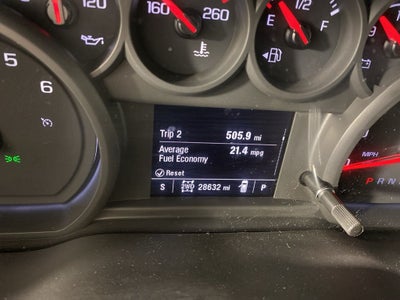 120 160 260 E 1/2 F
5
6
Trip 2 505.9 mi
Average 21.4 mpg
Fuel Economy
Reset
S 2WD 28632 mi P
MPH
P R N